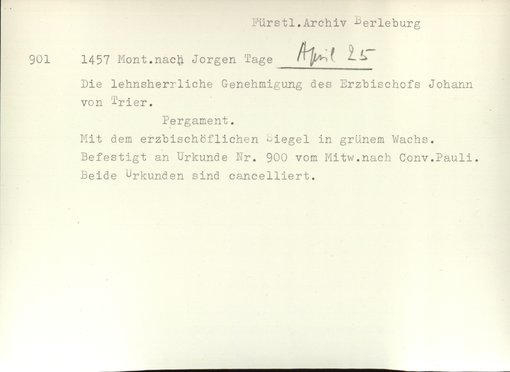 Fürstl.Archiv Berleburg
901 1457 Mont.nach Jorgen Tage April 25
Die lehnsherrliche Genehmigung des Erzbischofs Johann
von Trier.
Pergament.
Mit dem erzbischöflichen Siegel in grünem Wachs.
Befestigt an Urkunde Nr. 900 vom Mitw.nach Conv.Pauli.
Beide Urkunden sind cancelliert.